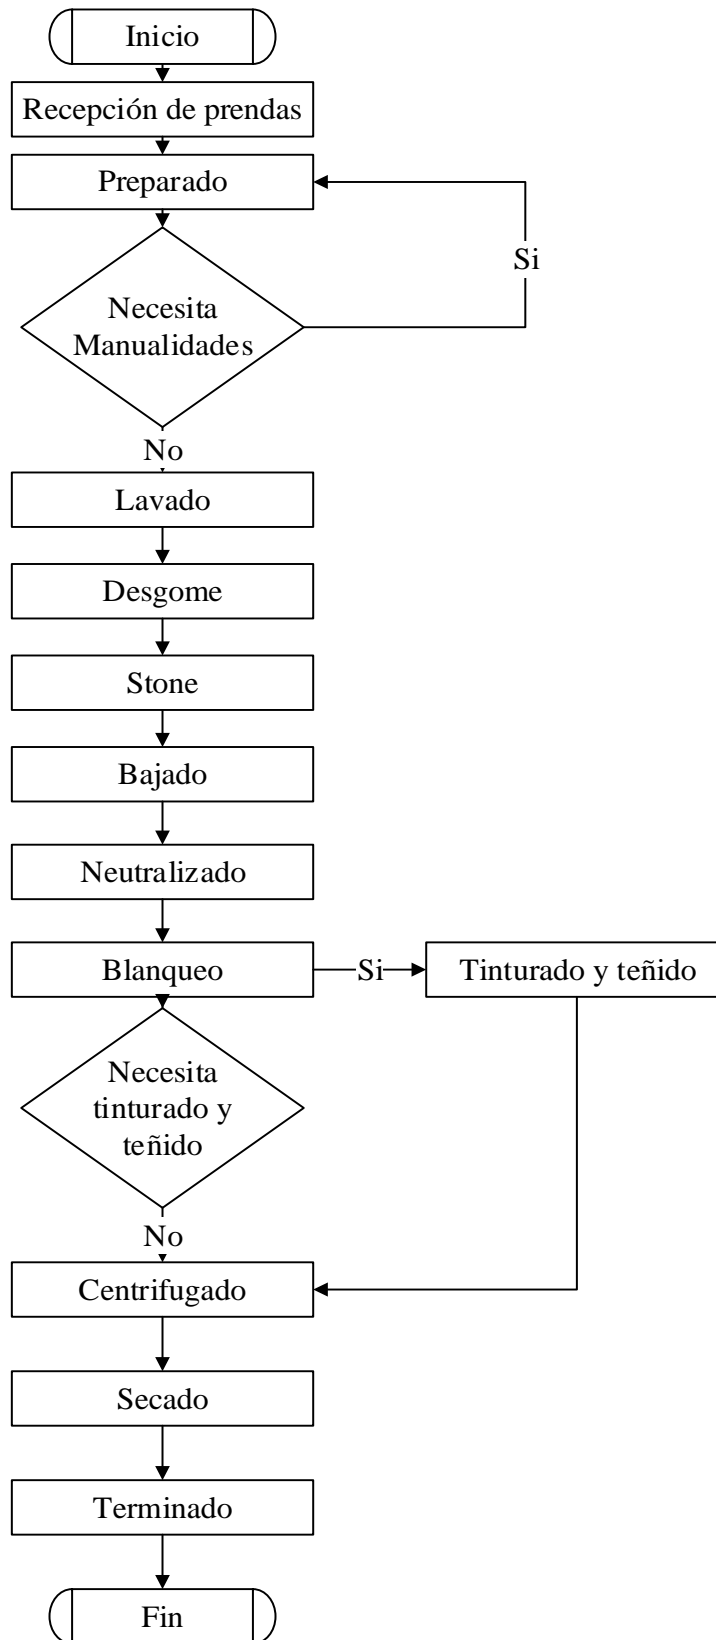 Inicio
Recepción de prendas
Preparado
Si
Necesita
Manualidades
No
Lavado
Desgome
Stone
Bajado
Neutralizado
Blanqueo
Si
Tinturado y teñido
Necesita
tinturado y
teñido
No
Centrifugado
Secado
Terminado
Fin